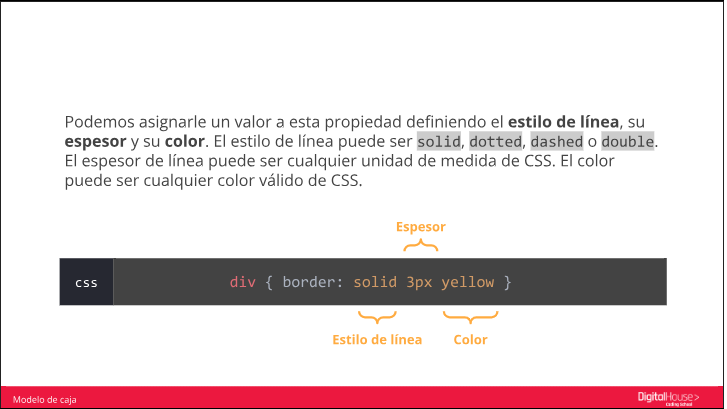 Podemos asignarle un valor a esta propiedad definiendo el estilo de línea, su
espesor y su color. El estilo de línea puede ser solid, dotted, dashed o double.
El espesor de línea puede ser cualquier unidad de medida de CSS. El color
puede ser cualquier color válido de CSS.
Espesor
css
div { border: solid 3px yellow }
Estilo de línea
Color
Modelo de caja
DigitalHouse>
Coding School